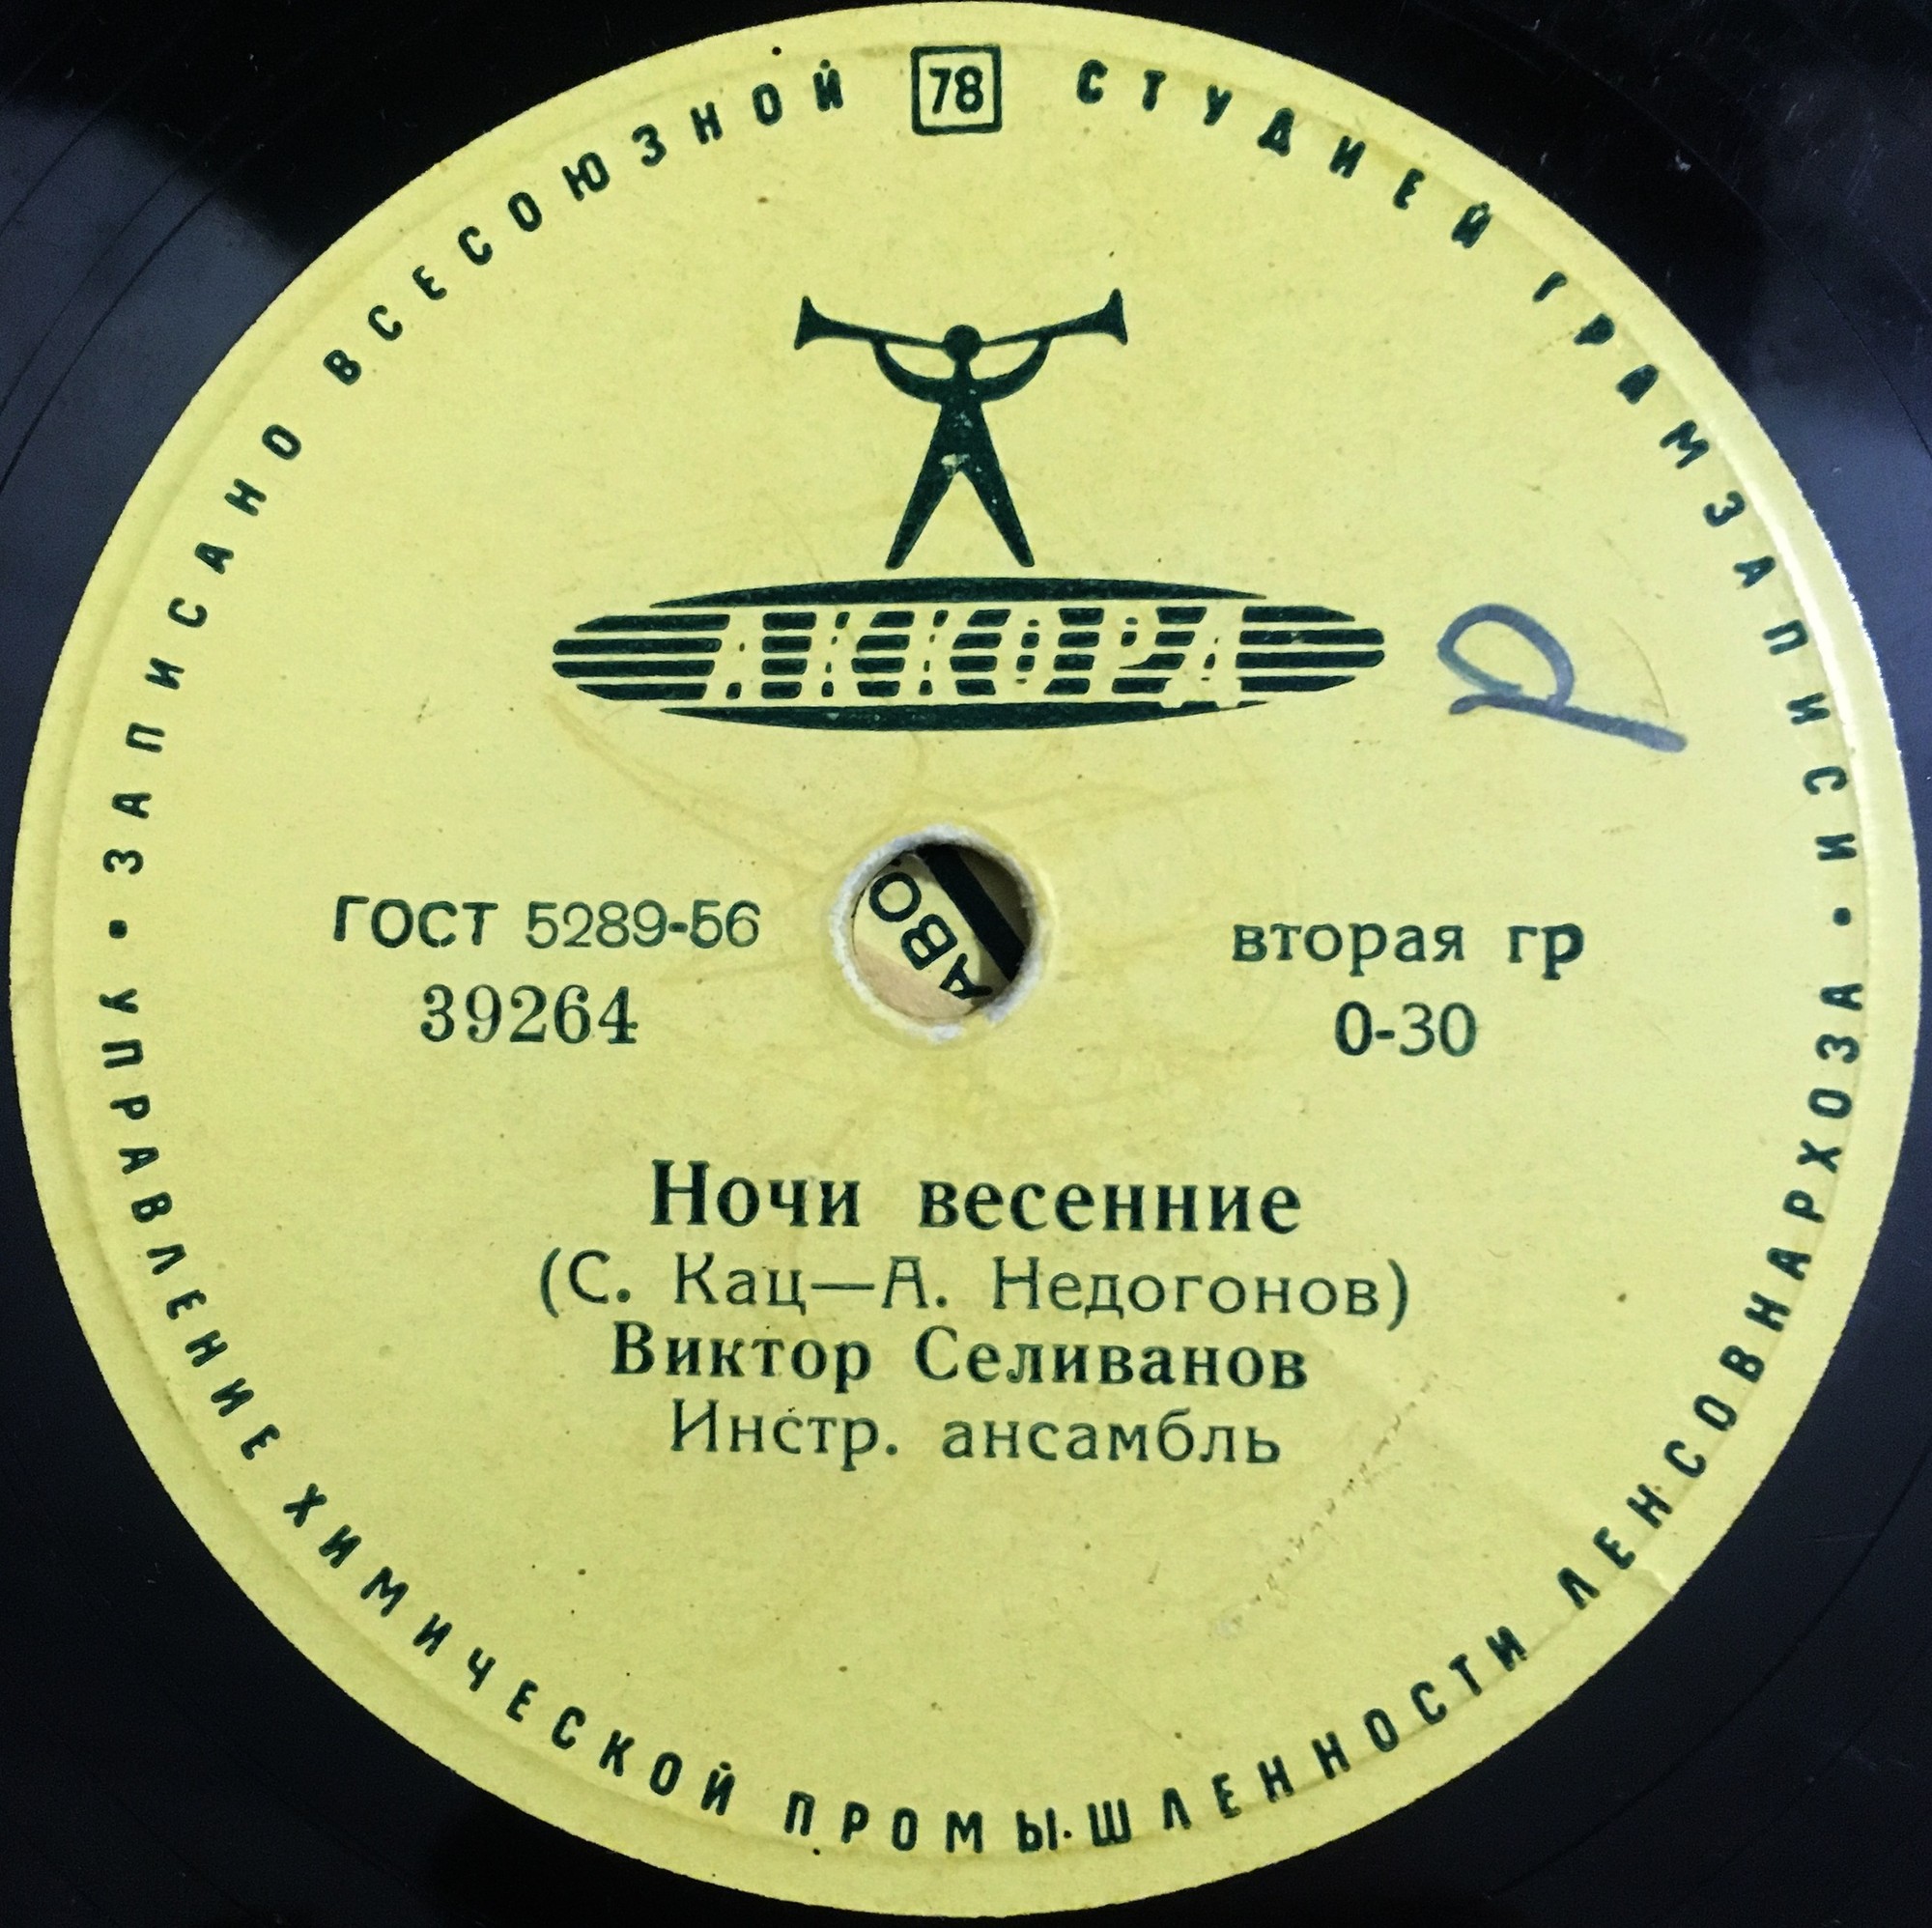 ЗАПИСАНО ВСЕСОЮЗНОЙ 78 СТУДИЕЙ ГРАМЗАПИСИ
АККОРД
ГОСТ 5289-56
39264
вторая гр
0-30
Ночи весенние
(С. Кац—А. Недогонов)
Виктор Селиванов
Инстр. ансамбль
УПРАВЛЕНИЕ ХИМИЧЕСКОЙ ПРОМЫШЛЕННОСТИ ЛЕНСОВНАРХОЗА